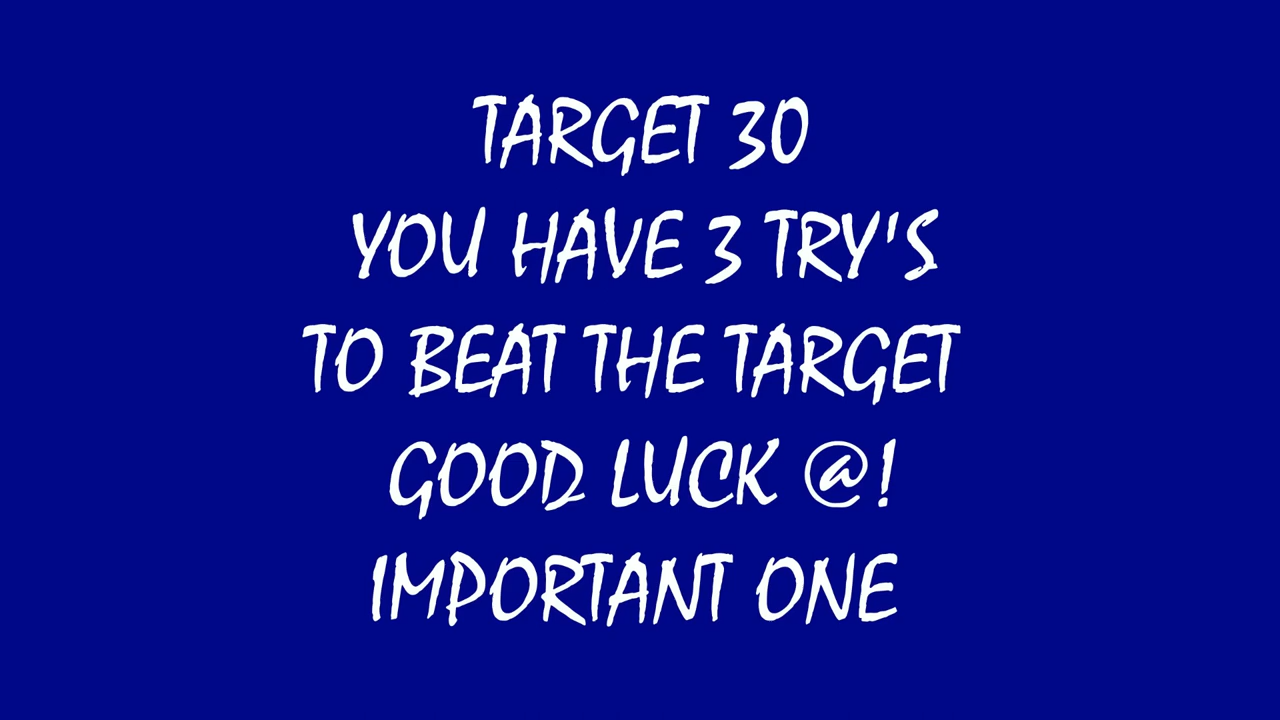 TARGET 30
YOU HAVE 3 TRY'S
TO BEAT THE TARGET
GOOD LUCK @!
IMPORTANT ONE